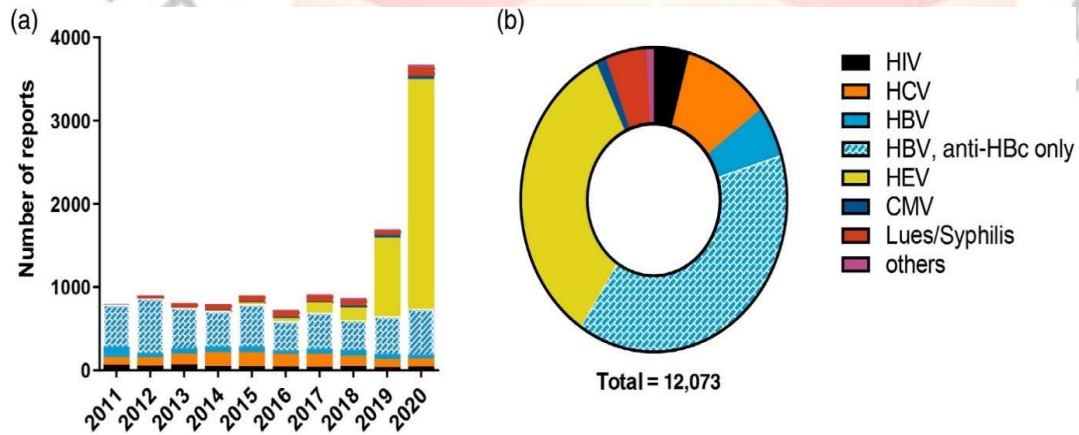 (a)
Number of reports
4000
3000
2000
1000
0
2011
2012
2013
2014
2015
2016
2017
2018
2019
2020
(b)
Total = 12,073
HIV
HCV
HBV
HBV, anti-HBc only
HEV
CMV
Lues/Syphilis
others